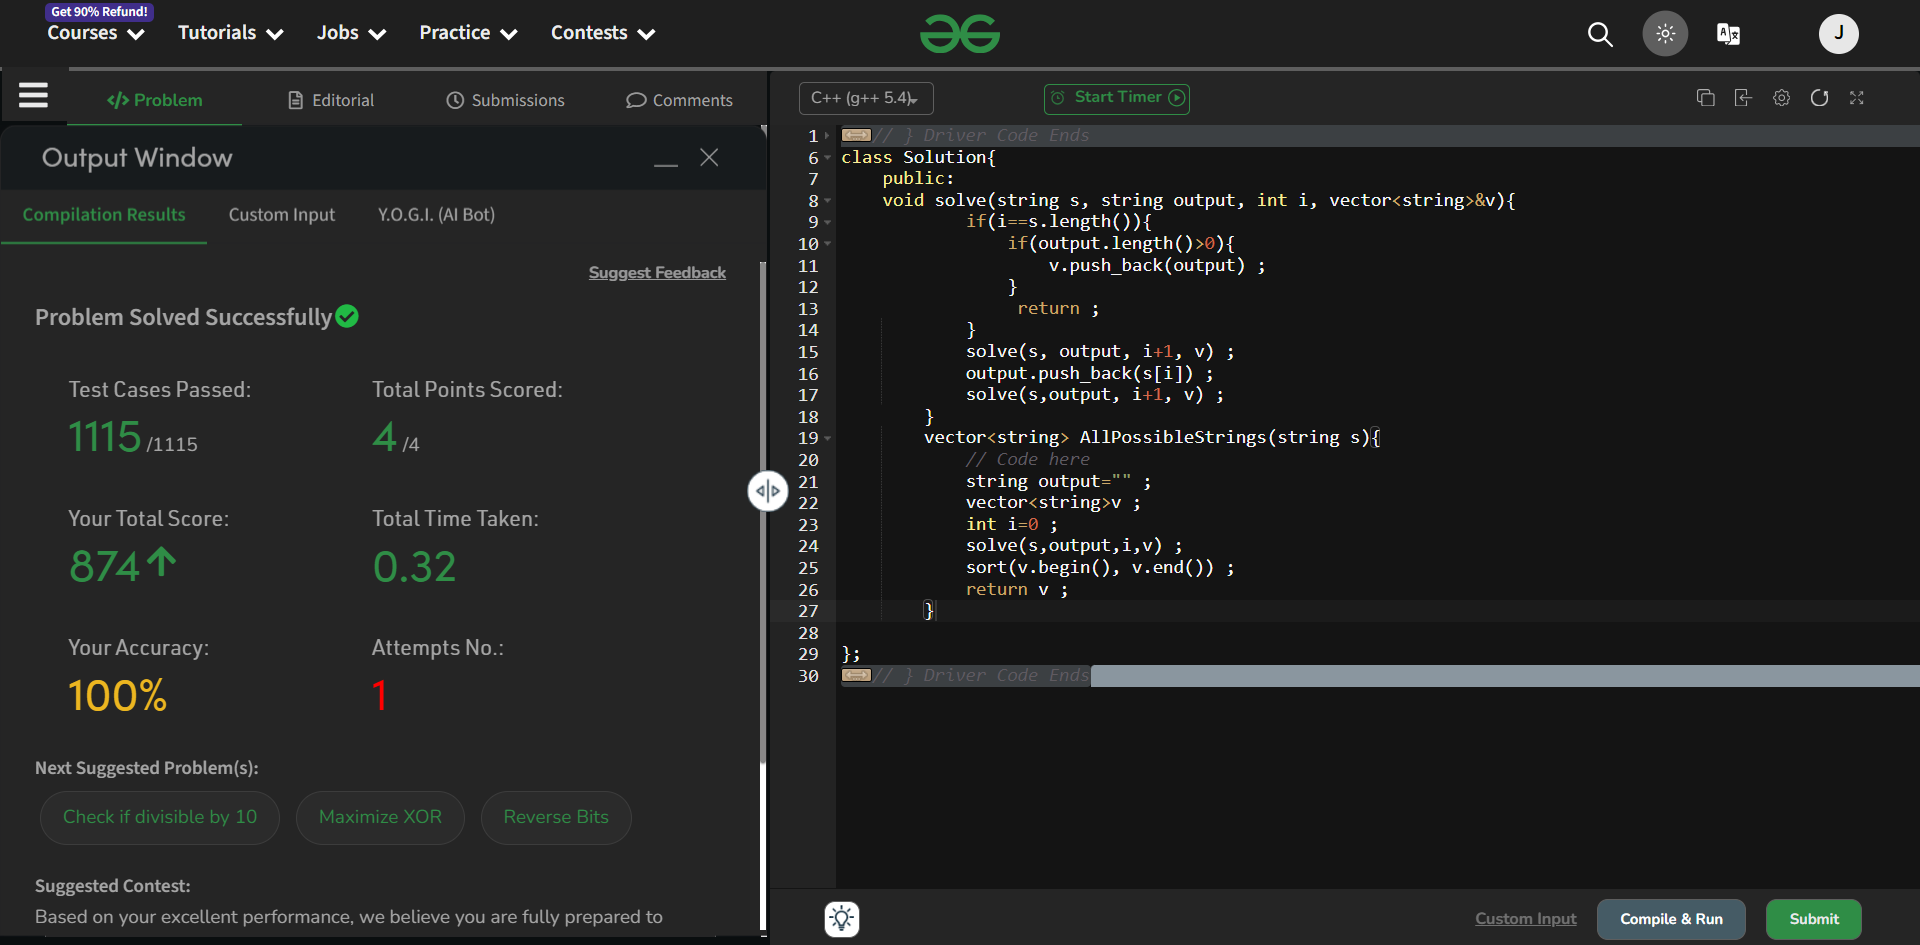 Get 90% Refund!
Courses Tutorials Jobs Practice Contests
J
Problem Editorial Submissions Comments
Output Window
Compilation Results Custom Input Y.O.G.I. (AI Bot)
Suggest Feedback
Problem Solved Successfully
Test Cases Passed: Total Points Scored:
1115 /1115 4 /4
Your Total Score: Total Time Taken:
874 0.32
Your Accuracy: Attempts No.:
100% 1
Next Suggested Problem(s):
Check if divisible by 10 Maximize XOR Reverse Bits
Suggested Contest:
Based on your excellent performance, we believe you are fully prepared to
C++ (g++ 5.4) Start Timer
1 // } Driver Code Ends
6 class Solution{
7 public:
8 void solve(string s, string output, int i, vector<string>&v){
9 if(i==s.length()){
10 if(output.length()>0){
11 v.push_back(output) ;
12 }
13 return ;
14 }
15 solve(s, output, i+1, v) ;
16 output.push_back(s[i]) ;
17 solve(s,output, i+1, v) ;
18 }
19 vector<string> AllPossibleStrings(string s){
20 // Code here
21 string output="" ;
22 vector<string>v ;
23 int i=0 ;
24 solve(s,output,i,v) ;
25 sort(v.begin(), v.end()) ;
26 return v ;
27 }
28
29 };
30 // } Driver Code Ends
Custom Input Compile & Run Submit